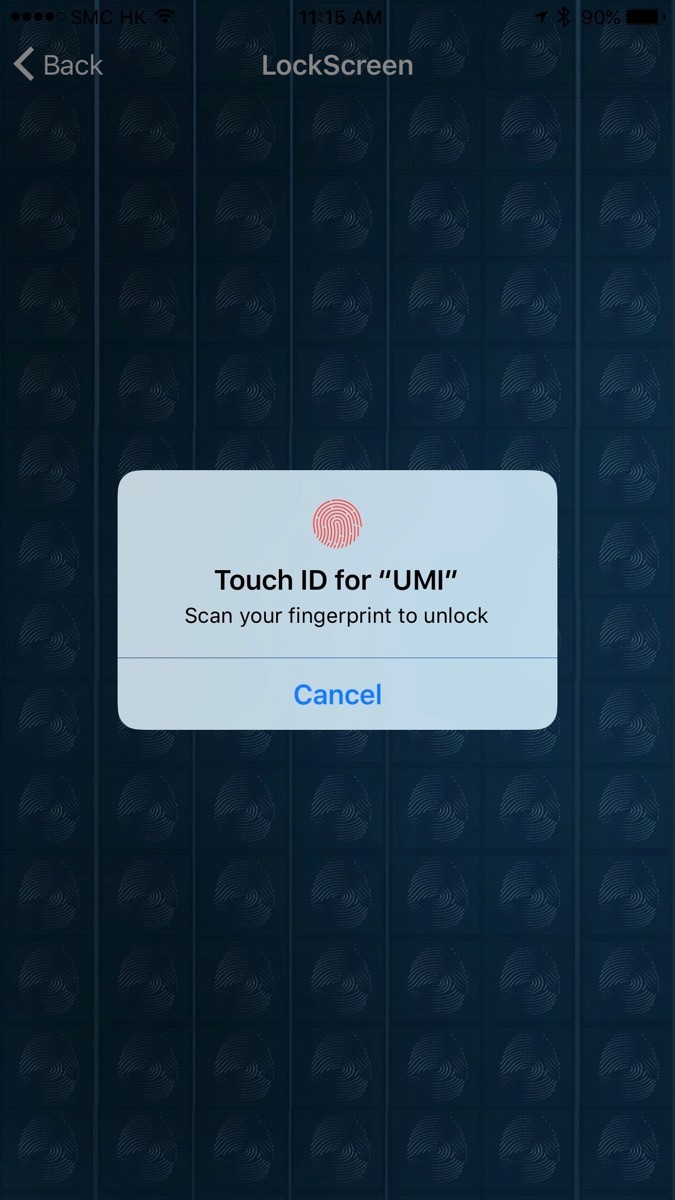 SMC HK 11:15 AM 90%
Back LockScreen
Touch ID for “UMI”
Scan your fingerprint to unlock
Cancel